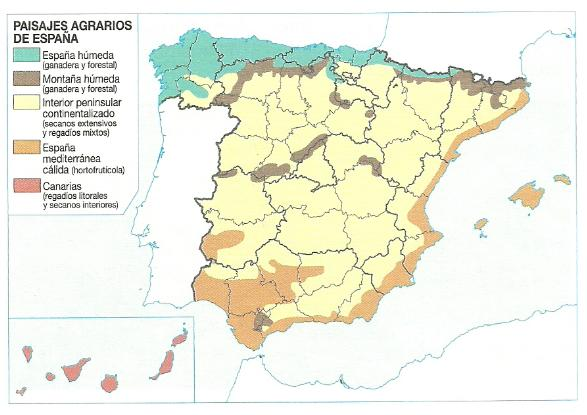 PAISAJES AGRARIOS
DE ESPAÑA
España húmeda
(ganadera y forestal)
Montaña húmeda
(ganadera y forestal)
Interior peninsular
continentalizado
(secanos extensivos
y regadíos mixtos)
España
mediterránea
cálida (hortofrutícola)
Canarias
(regadíos litorales
y secanos interiores)